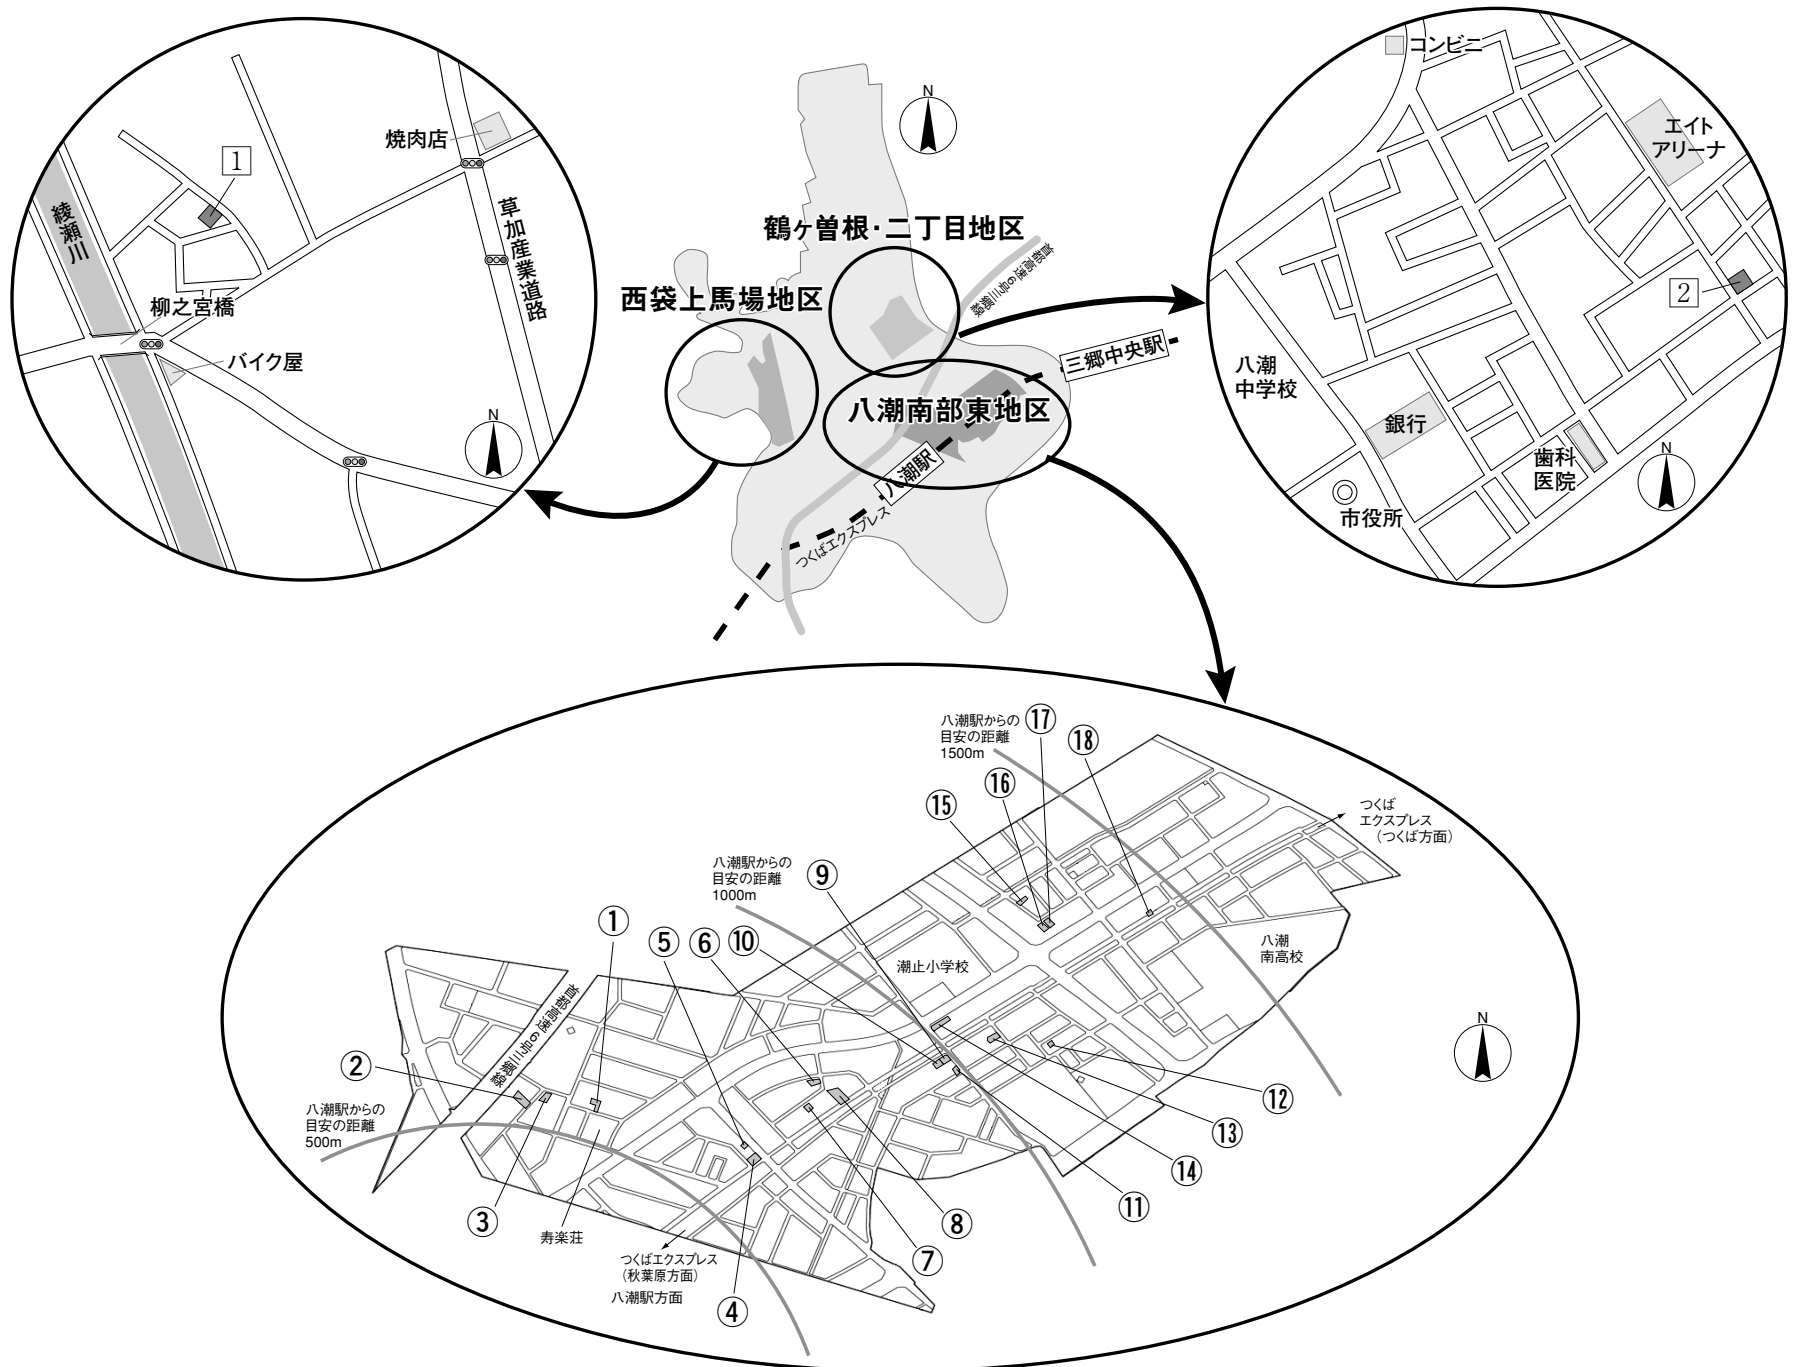 焼肉店
1
綾瀬川
草加産業道路
柳之宮橋
バイク屋
N
N
鶴ヶ曽根・二丁目地区
西袋上馬場地区
首都高速6号三郷線
三郷中央駅
八潮南部東地区
八潮駅
つくばエクスプレス
コンビニ
エイト
アリーナ
2
八潮
中学校
銀行
歯科
医院
市役所
N
八潮駅からの
目安の距離
1500m
⑰
⑱
⑯
⑮
つくば
エクスプレス
(つくば方面)
八潮駅からの
目安の距離
1000m
⑨
①
⑤
⑥
⑩
潮止小学校
八潮
南高校
首都高速6号三郷線
N
②
八潮駅からの
目安の距離
500m
⑫
⑬
⑭
⑪
③
寿楽荘
⑧
⑦
つくばエクスプレス
(秋葉原方面)
八潮駅方面
④